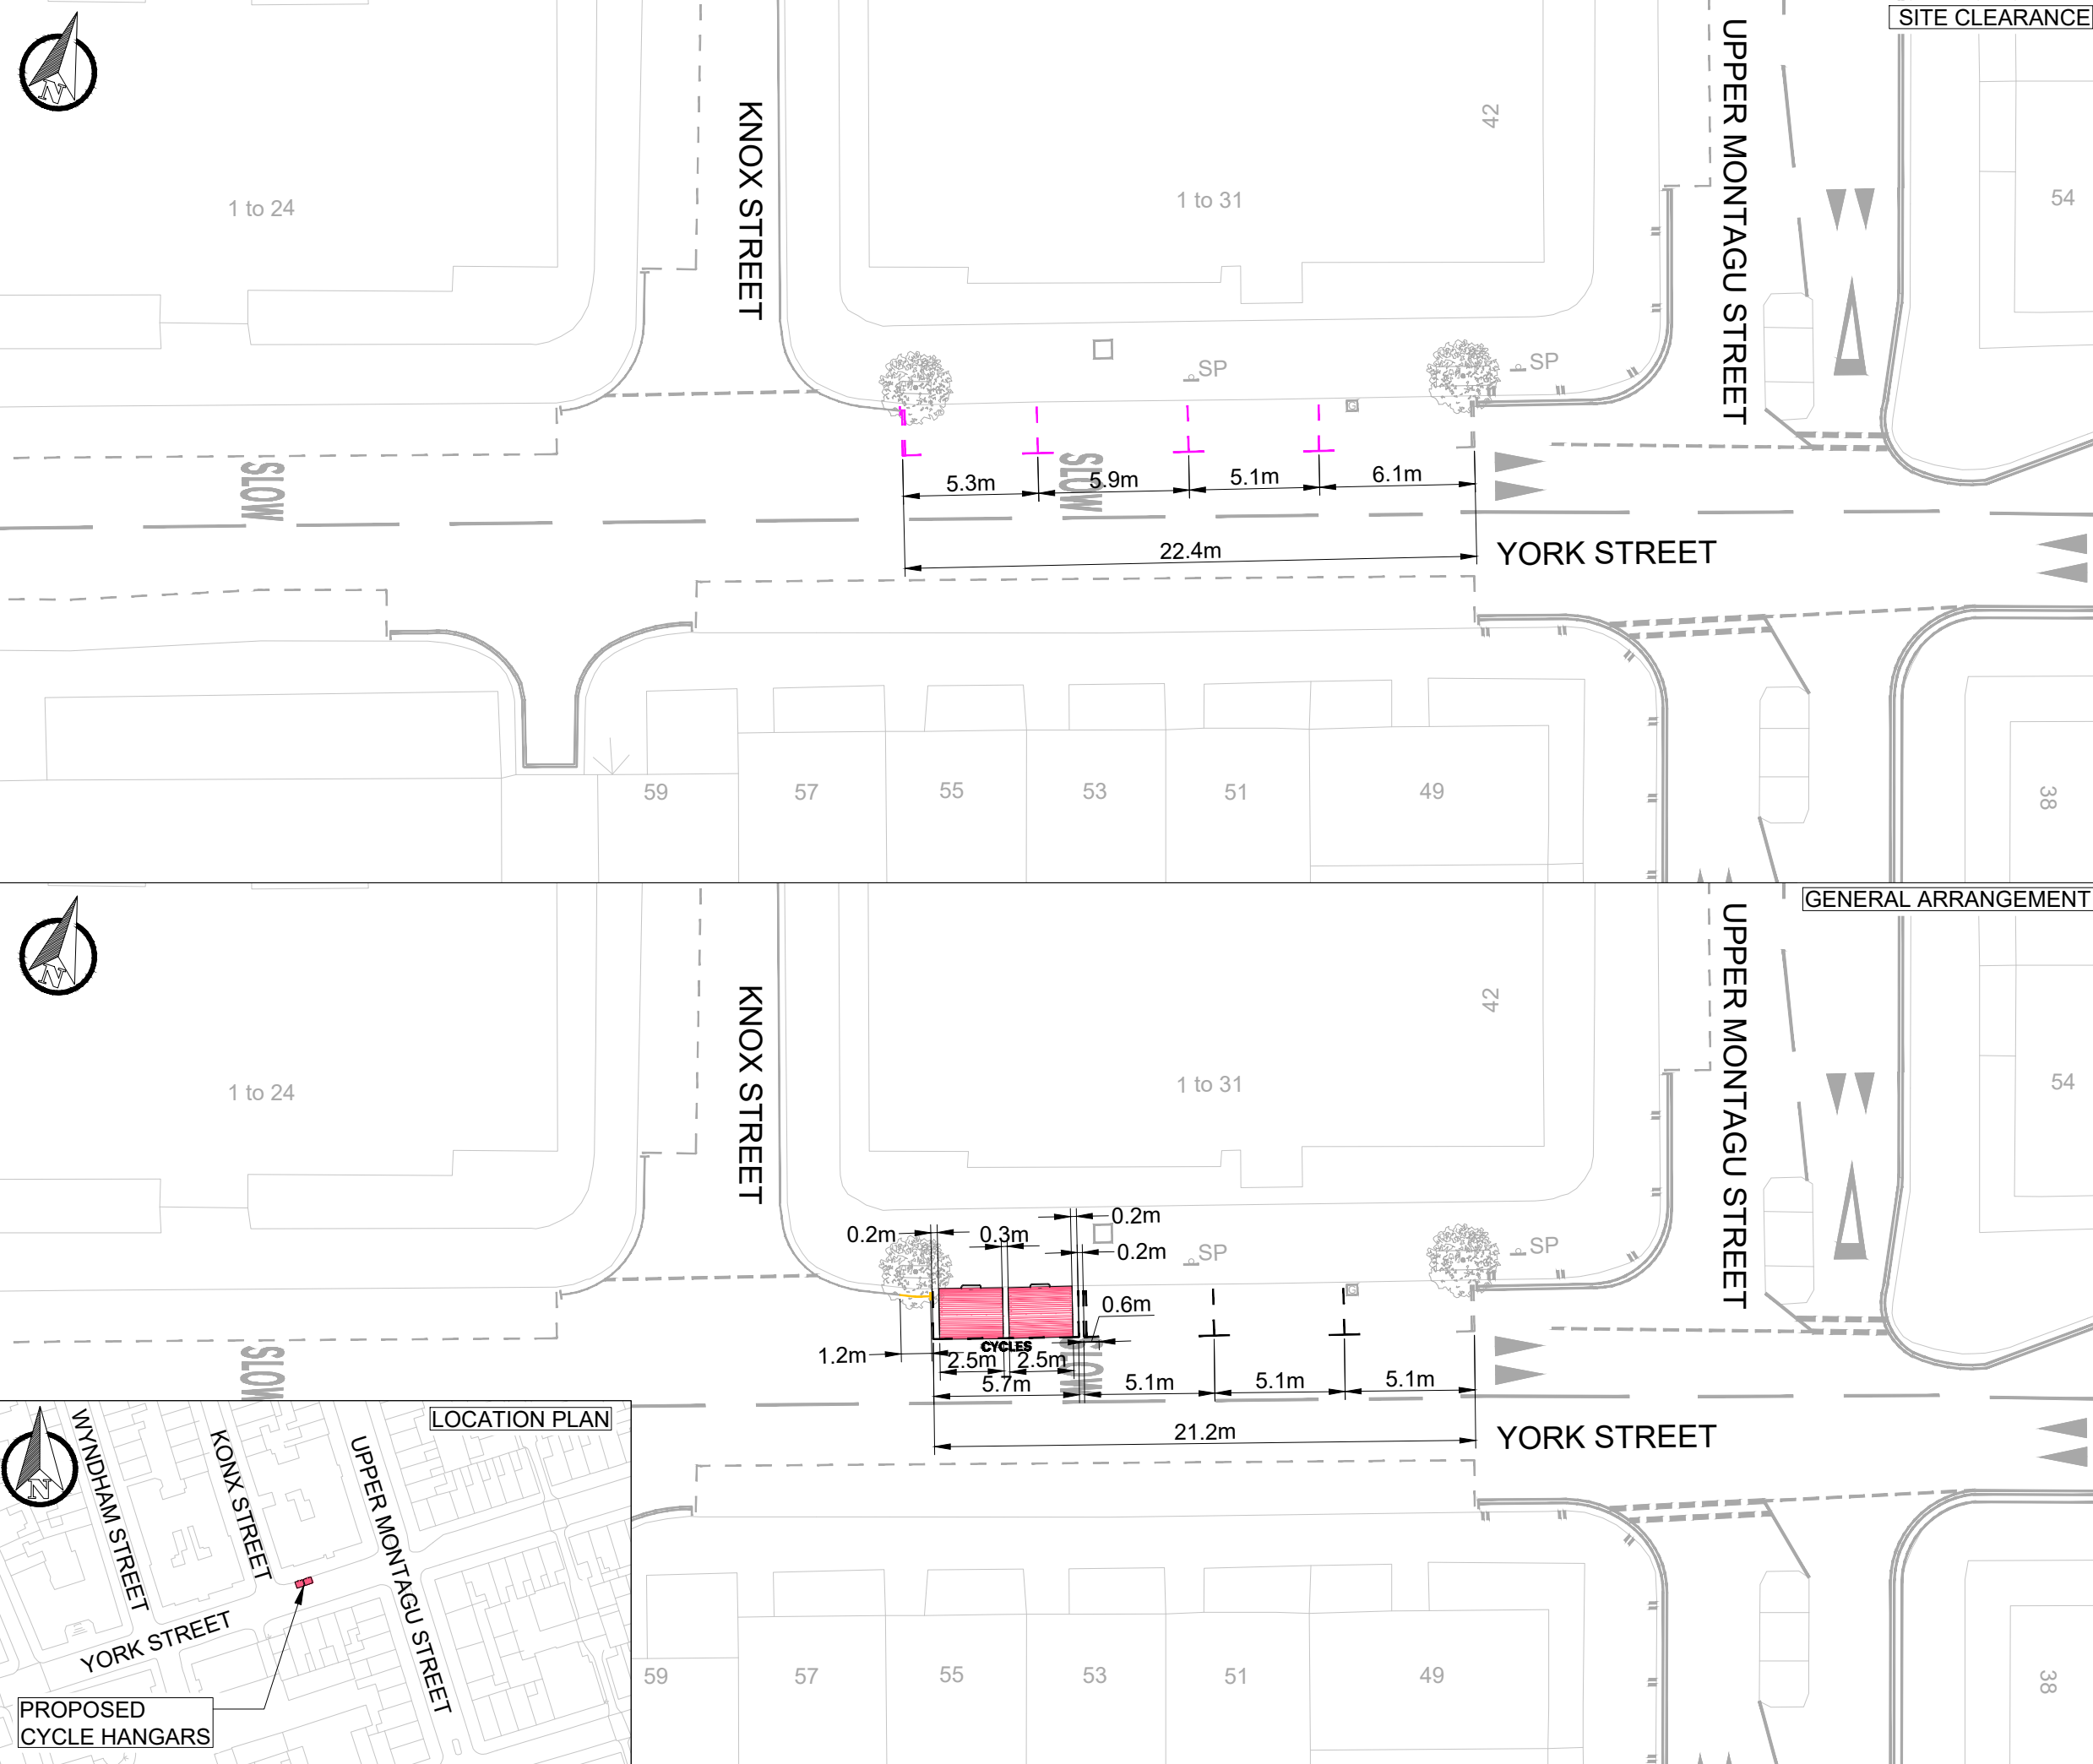 SITE CLEARANCE
N
KNOX STREET
UPPER MONTAGU STREET
42
1 to 24
1 to 31
54
SP
SP
SLOW
SLOW
5.3m
5.9m
5.1m
6.1m
22.4m
YORK STREET
59
57
55
53
51
49
38
GENERAL ARRANGEMENT
N
KNOX STREET
UPPER MONTAGU STREET
42
1 to 24
1 to 31
54
0.2m
0.3m
0.2m
0.2m
SP
SP
0.6m
CYCLES
SLOW
SLOW
1.2m
2.5m
2.5m
5.7m
5.1m
5.1m
5.1m
21.2m
YORK STREET
59
57
55
53
51
49
38
LOCATION PLAN
N
WYNDHAM STREET
KONX STREET
UPPER MONTAGU STREET
YORK STREET
PROPOSED
CYCLE HANGARS